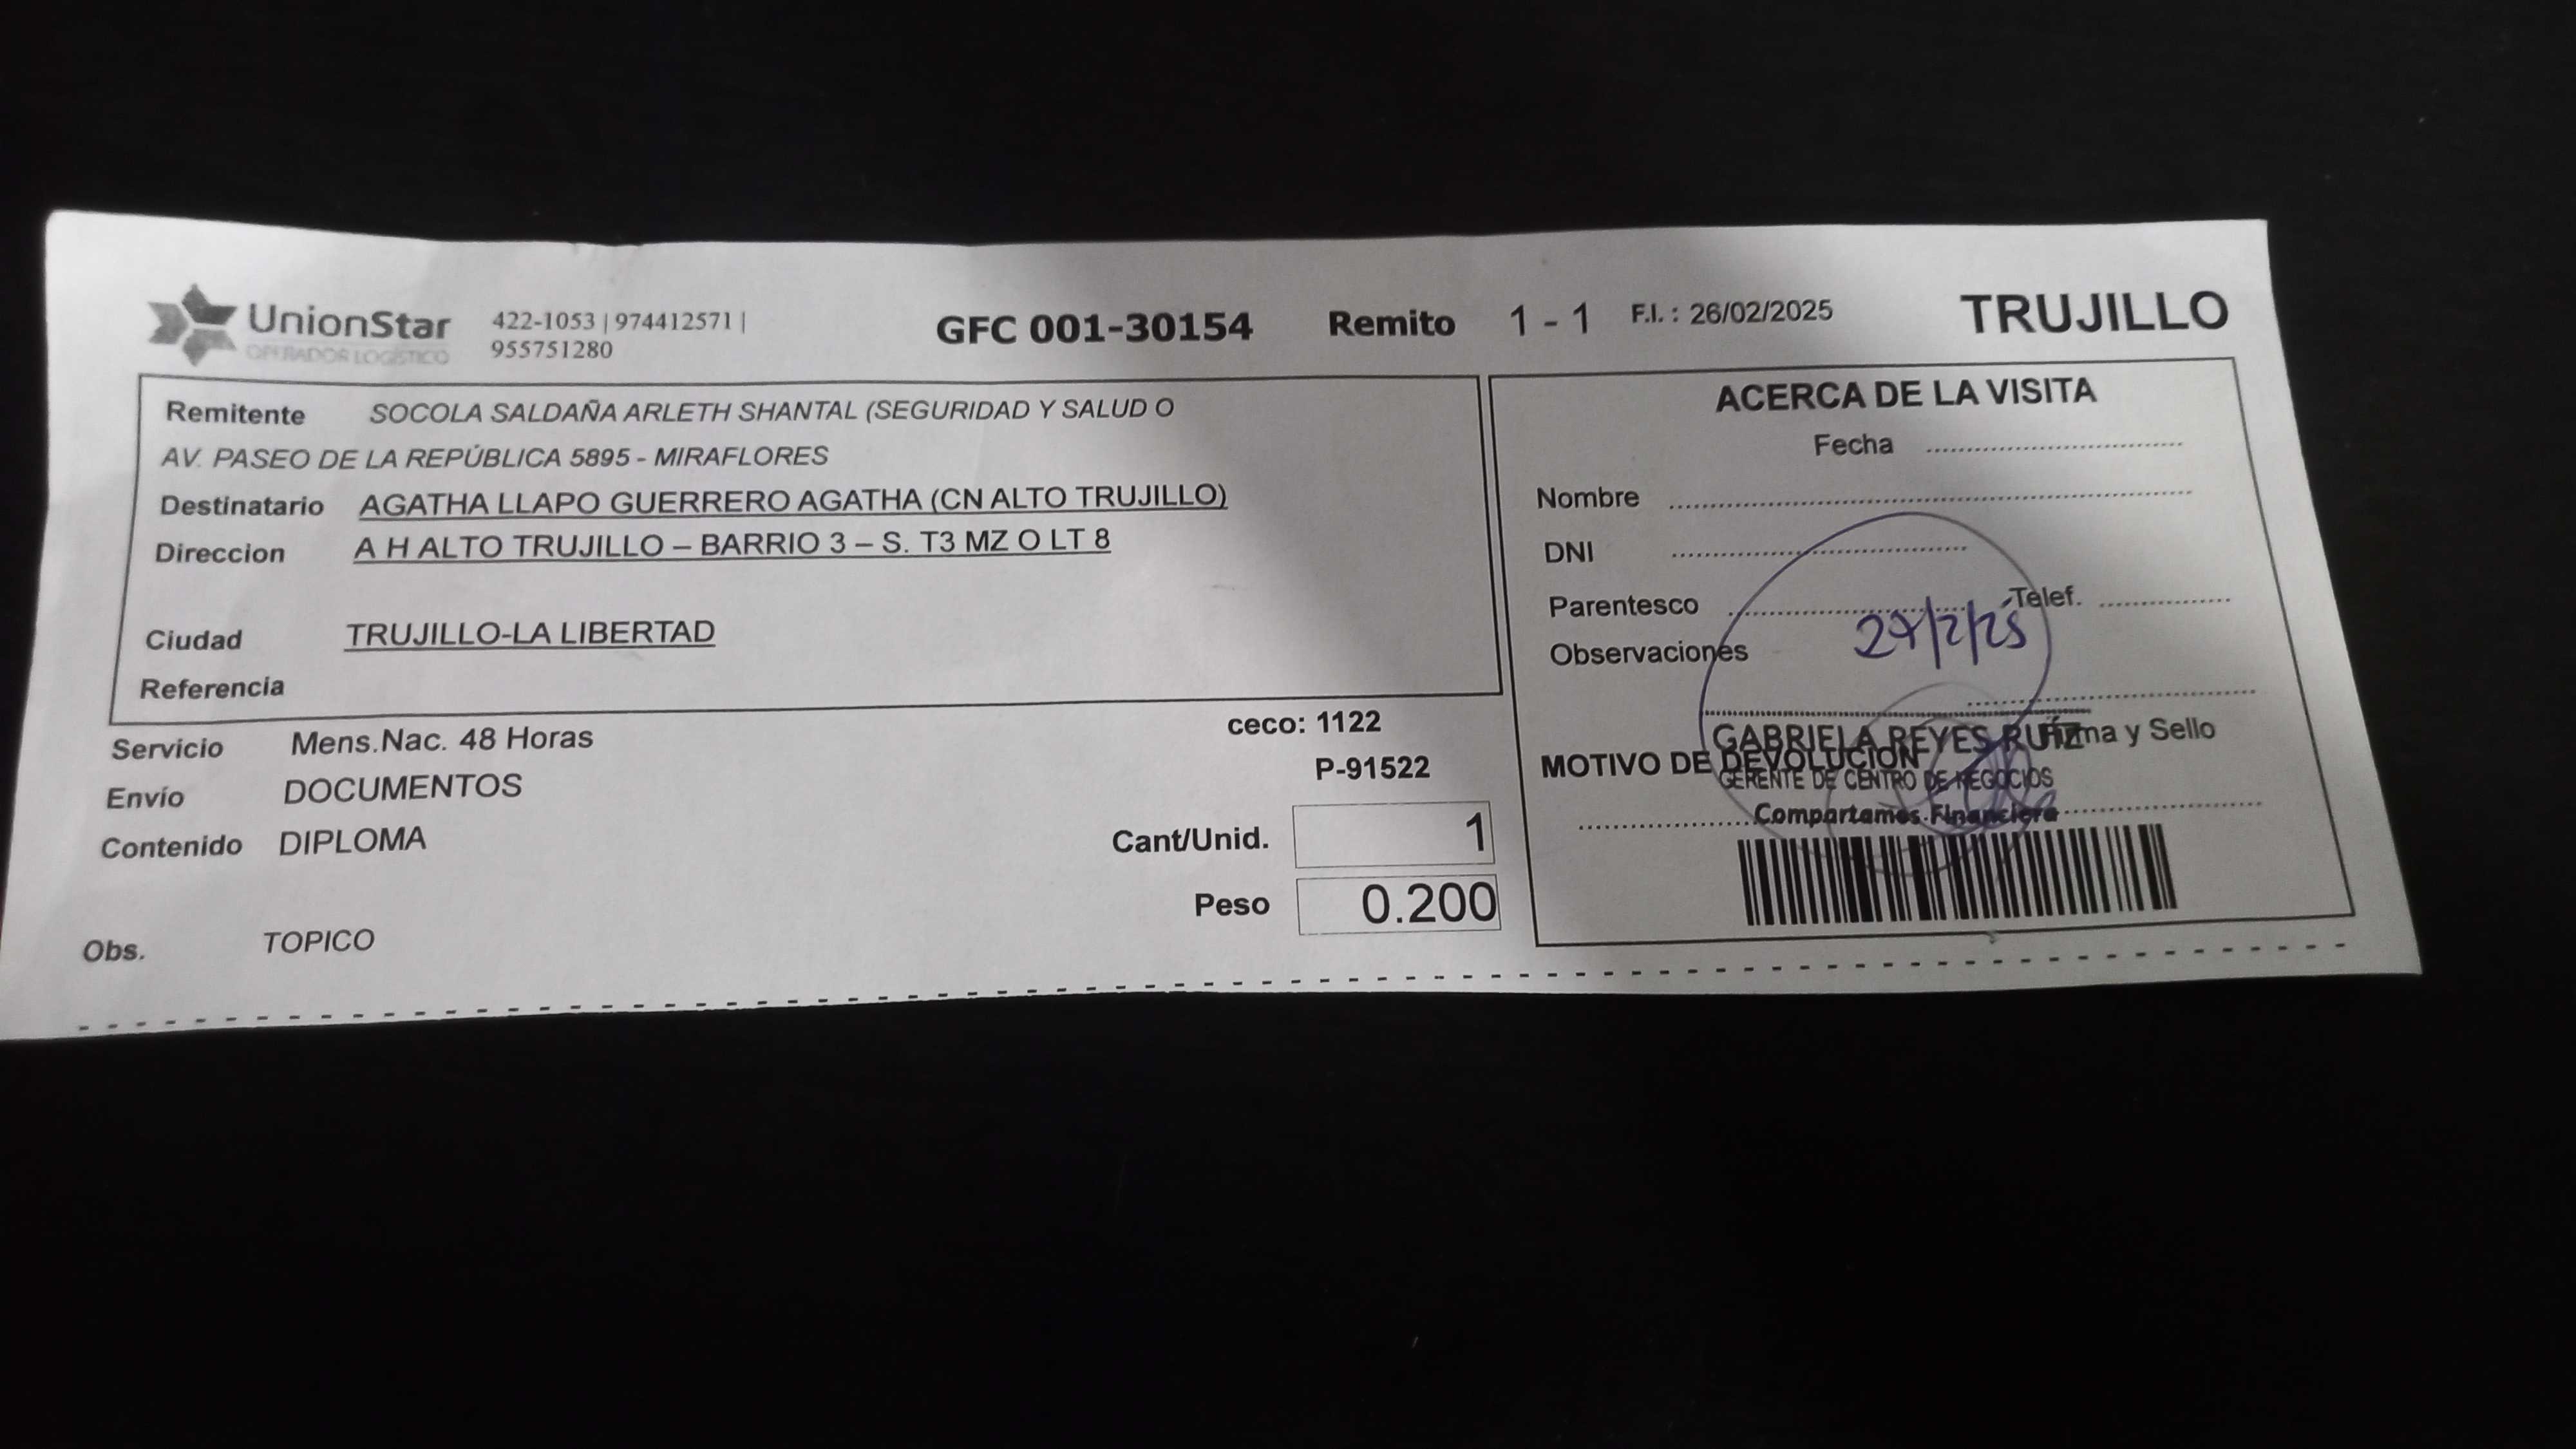 UnionStar
OPERADOR LOGÍSTICO
422-1053 | 974412571 |
955751280
GFC 001-30154 Remito 1 - 1 F.I. : 26/02/2025 TRUJILLO
Remitente SOCOLA SALDAÑA ARLETH SHANTAL (SEGURIDAD Y SALUD O
AV. PASEO DE LA REPÚBLICA 5895 - MIRAFLORES
Destinatario AGATHA LLAPO GUERRERO AGATHA (CN ALTO TRUJILLO)
Direccion A H ALTO TRUJILLO – BARRIO 3 – S. T3 MZ O LT 8
Ciudad TRUJILLO-LA LIBERTAD
Referencia
Servicio Mens.Nac. 48 Horas
Envío DOCUMENTOS
Contenido DIPLOMA
Obs. TOPICO
ceco: 1122
P-91522
Cant/Unid. 1
Peso 0.200
ACERCA DE LA VISITA
Fecha
Nombre
DNI
Parentesco Telef.
27/2/25
Observaciones
Firma y Sello
GABRIELA REYES RUÍZ
MOTIVO DE DEVOLUCION
GERENTE DE CENTRO DE NEGOCIOS
Compartamos Financiera